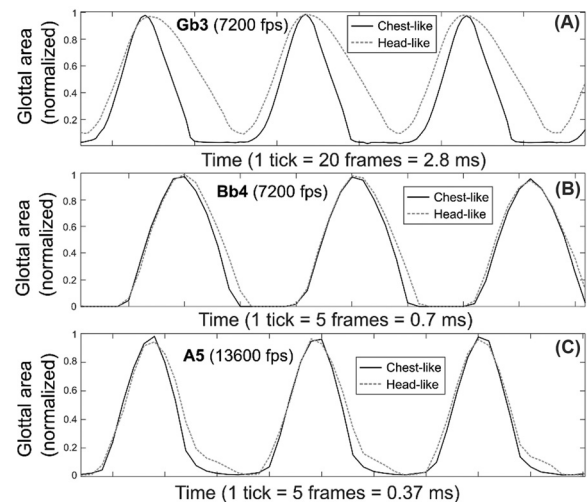 Gb3 (7200 fps)
(A)
Chest-like
Head-like
Glottal area
(normalized)
1
0.8
0.6
0.4
0.2
Time (1 tick = 20 frames = 2.8 ms)
Bb4 (7200 fps)
(B)
Chest-like
Head-like
Glottal area
(normalized)
1
0.8
0.6
0.4
0.2
0
Time (1 tick = 5 frames = 0.7 ms)
A5 (13600 fps)
(C)
Chest-like
Head-like
Glottal area
(normalized)
1
0.8
0.6
0.4
0.2
0
Time (1 tick = 5 frames = 0.37 ms)